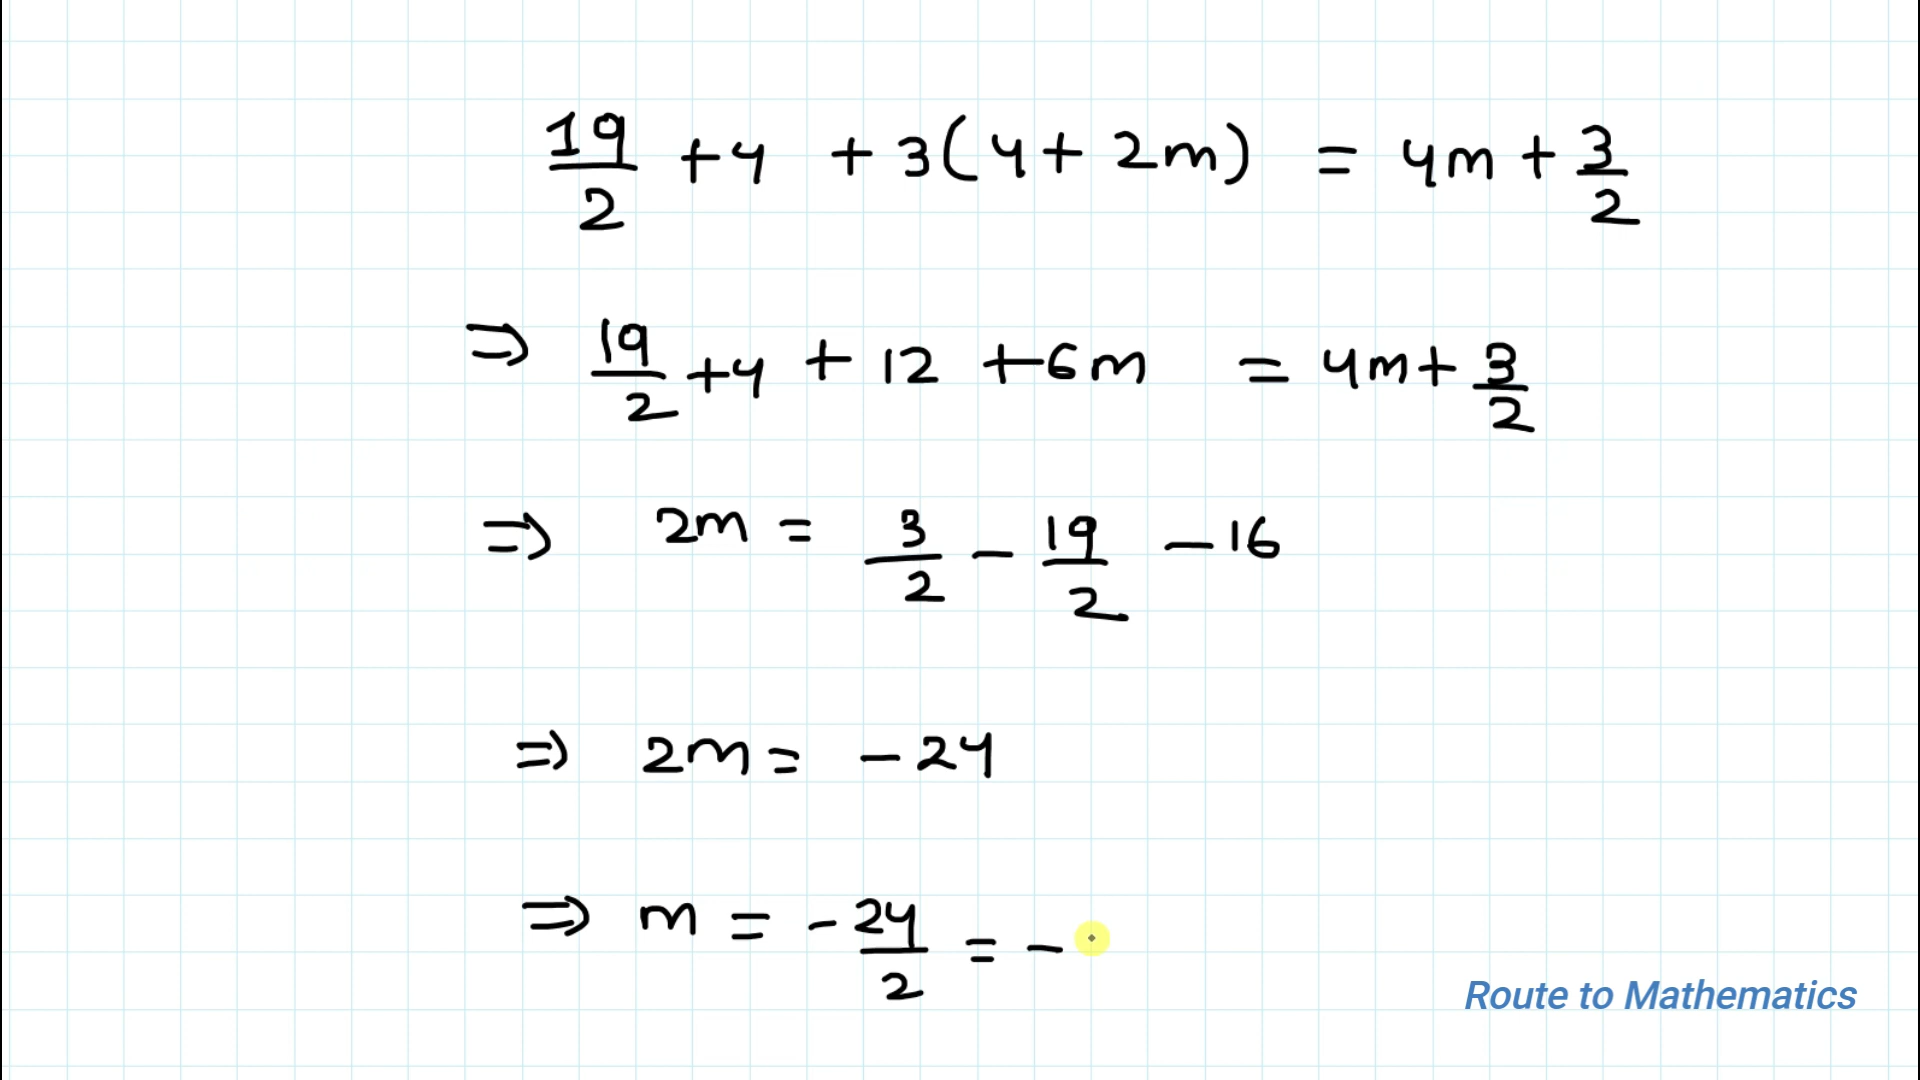 19/2 + 4 + 3(4 + 2m) = 4m + 3/2
⇒ 19/2 + 4 + 12 + 6m = 4m + 3/2
⇒ 2m = 3/2 − 19/2 − 16
⇒ 2m = − 24
⇒ m = − 24/2 = −
Route to Mathematics